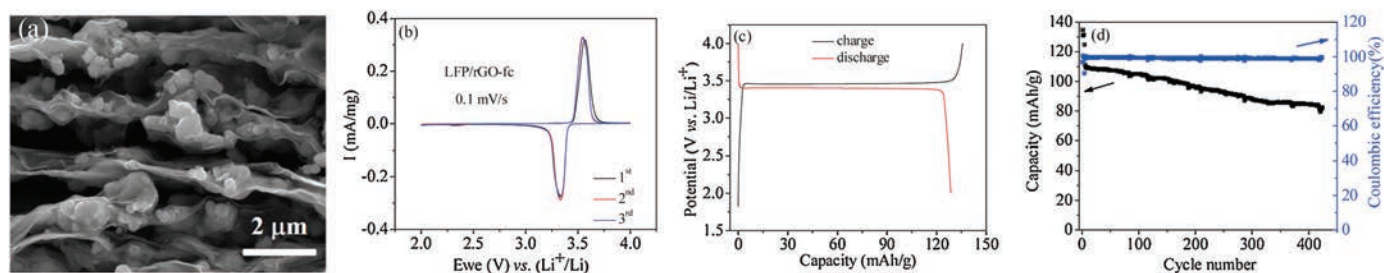 (a)
2 μm
(b)
I (mA/mg)
0.4
0.2
0.0
-0.2
-0.4
LFP/rGO-fc
0.1 mV/s
1st
2nd
3rd
2.0 2.5 3.0 3.5 4.0
Ewe (V) vs. (Li+/Li)
(c)
Potential (V vs. Li/Li+)
4.5
4.0
3.5
3.0
2.5
2.0
1.5
charge
discharge
0 30 60 90 120 150
Capacity (mAh/g)
(d)
Capacity (mAh/g)
140
120
100
80
60
40
20
0
0 100 200 300 400
Cycle number
120
100
80
60
40
20
0
Coulombic efficiency(%)